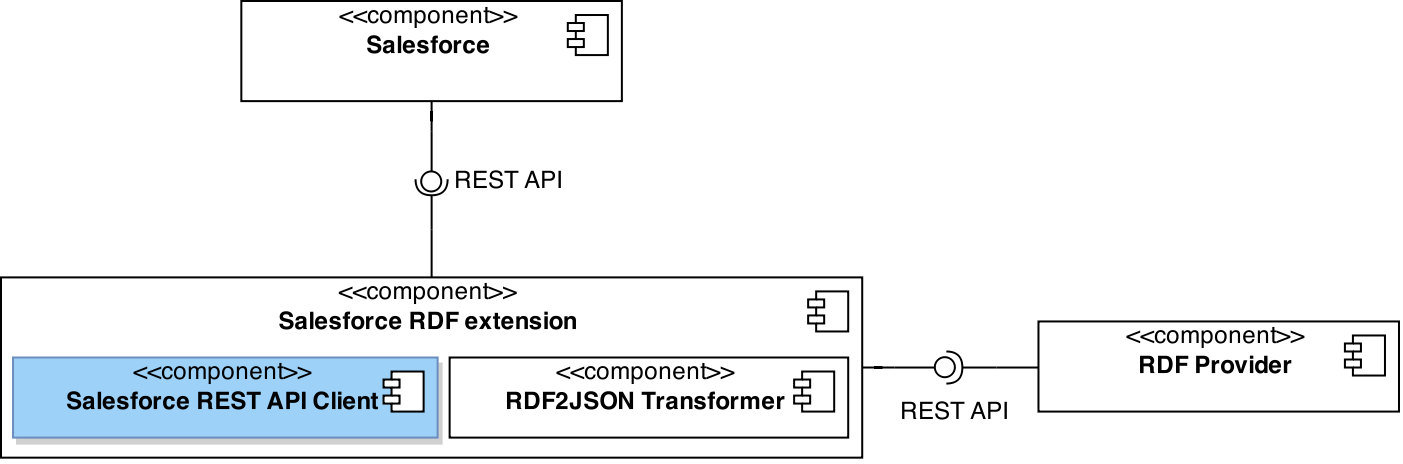 <<component>>
Salesforce
REST API
<<component>>
Salesforce RDF extension
<<component>>
Salesforce REST API Client
<<component>>
RDF2JSON Transformer
REST API
<<component>>
RDF Provider